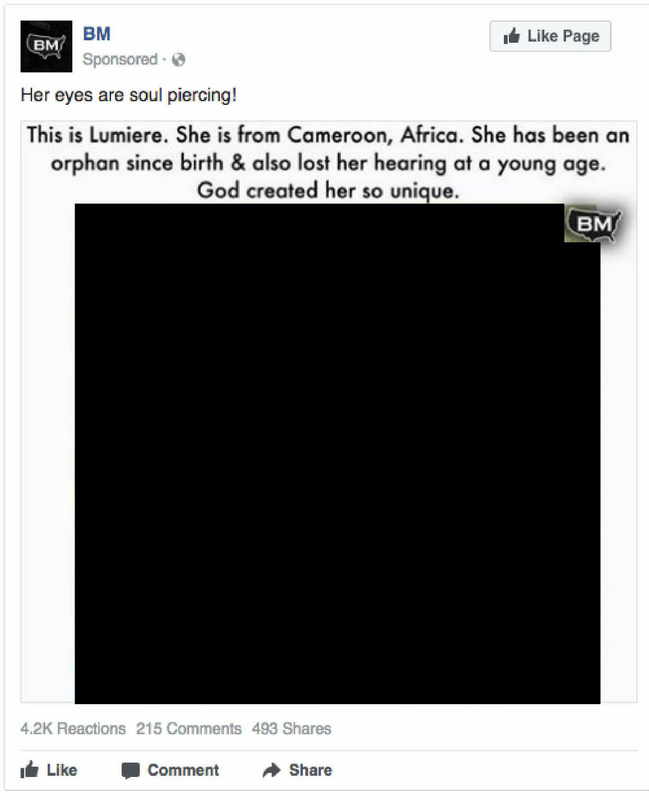 BM
BM
Sponsored ·
Like Page
Her eyes are soul piercing!
This is Lumiere. She is from Cameroon, Africa. She has been an
orphan since birth & also lost her hearing at a young age.
God created her so unique.
BM
4.2K Reactions 215 Comments 493 Shares
Like Comment Share